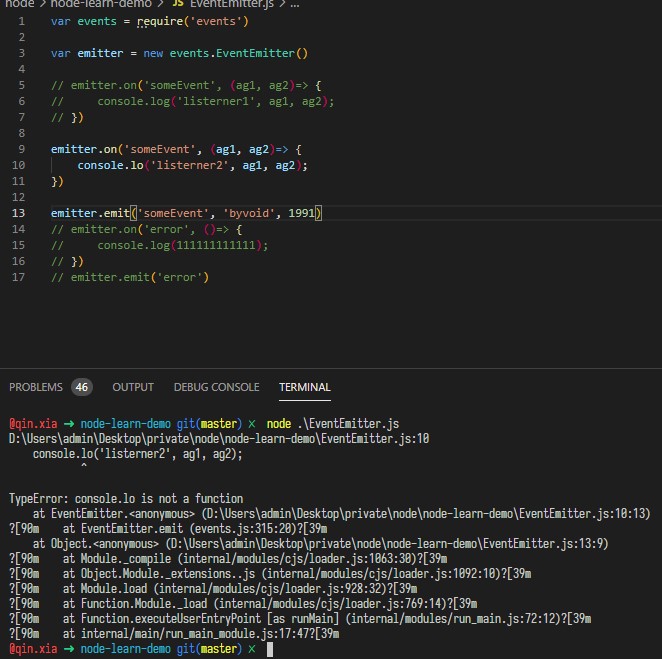 node > node-learn-demo > JS EventEmitter.js > ...
1 var events = require('events')
2
3 var emitter = new events.EventEmitter()
4
5 // emitter.on('someEvent', (ag1, ag2)=> {
6 //     console.log('listerner1', ag1, ag2);
7 // })
8
9 emitter.on('someEvent', (ag1, ag2)=> {
10     console.lo('listerner2', ag1, ag2);
11 })
12
13 emitter.emit('someEvent', 'byvoid', 1991)
14 // emitter.on('error', ()=> {
15 //     console.log(111111111111);
16 // })
17 // emitter.emit('error')
PROBLEMS 46 OUTPUT DEBUG CONSOLE TERMINAL
@qin.xia → node-learn-demo git(master) × node .\EventEmitter.js
D:\Users\admin\Desktop\private\node\node-learn-demo\EventEmitter.js:10
    console.lo('listerner2', ag1, ag2);
            ^
TypeError: console.lo is not a function
    at EventEmitter.<anonymous> (D:\Users\admin\Desktop\private\node\node-learn-demo\EventEmitter.js:10:13)
?[90m    at EventEmitter.emit (events.js:315:20)?[39m
    at Object.<anonymous> (D:\Users\admin\Desktop\private\node\node-learn-demo\EventEmitter.js:13:9)
?[90m    at Module._compile (internal/modules/cjs/loader.js:1063:30)?[39m
?[90m    at Object.Module._extensions..js (internal/modules/cjs/loader.js:1092:10)?[39m
?[90m    at Module.load (internal/modules/cjs/loader.js:928:32)?[39m
?[90m    at Function.Module._load (internal/modules/cjs/loader.js:769:14)?[39m
?[90m    at Function.executeUserEntryPoint [as runMain] (internal/modules/run_main.js:72:12)?[39m
?[90m    at internal/main/run_main_module.js:17:47?[39m
@qin.xia → node-learn-demo git(master) ×